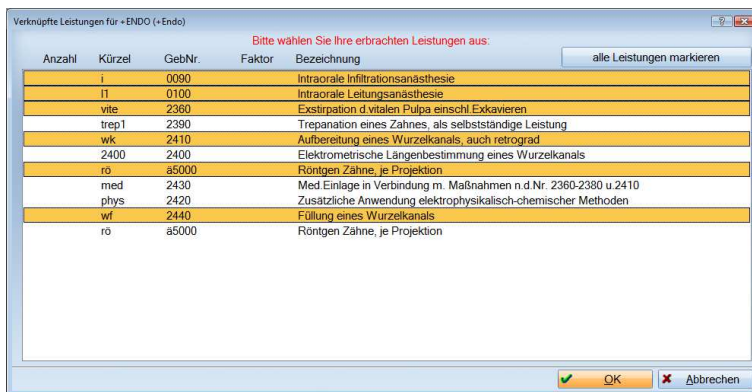 Verknüpfte Leistungen für +ENDO (+Endo)
Bitte wählen Sie Ihre erbrachten Leistungen aus:
Anzahl Kürzel GebNr. Faktor Bezeichnung alle Leistungen markieren
i 0090 Intraorale Infiltrationsanästhesie
l1 0100 Intraorale Leitungsanästhesie
vite 2360 Exstirpation d.vitalen Pulpa einschl.Exkavieren
trep1 2390 Trepanation eines Zahnes, als selbstständige Leistung
wk 2410 Aufbereitung eines Wurzelkanals, auch retrograd
2400 2400 Elektrometrische Längenbestimmung eines Wurzelkanals
rö ä5000 Röntgen Zähne, je Projektion
med 2430 Med.Einlage in Verbindung m. Maßnahmen n.d.Nr. 2360-2380 u.2410
phys 2420 Zusätzliche Anwendung elektrophysikalisch-chemischer Methoden
wf 2440 Füllung eines Wurzelkanals
rö ä5000 Röntgen Zähne, je Projektion
OK Abbrechen